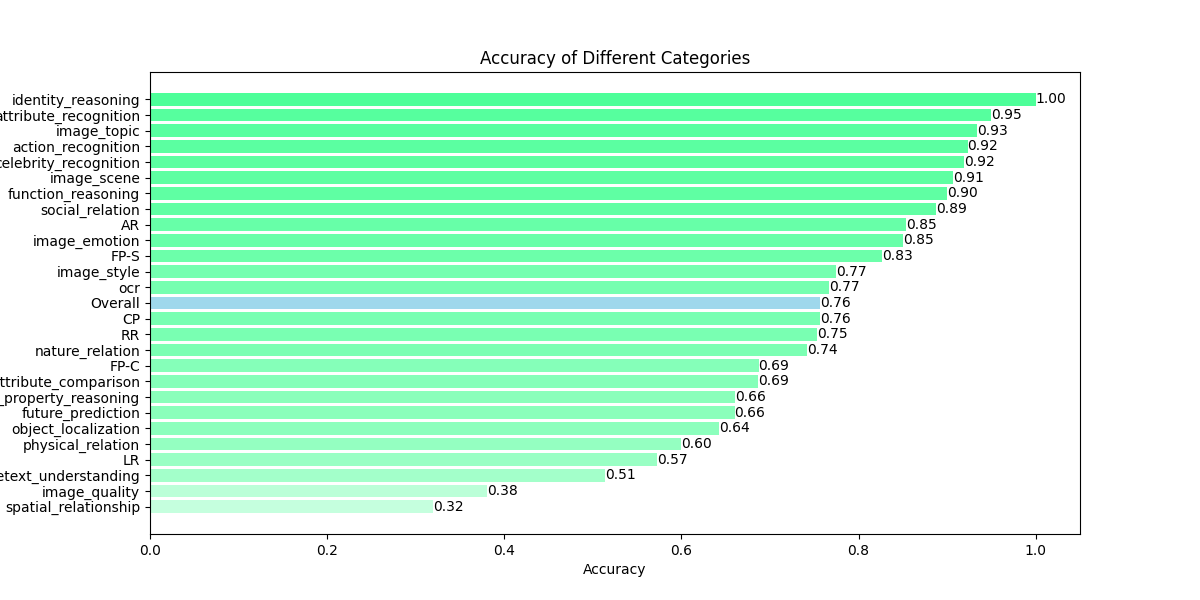 Accuracy of Different Categories
identity_reasoning 1.00
attribute_recognition 0.95
image_topic 0.93
action_recognition 0.92
celebrity_recognition 0.92
image_scene 0.91
function_reasoning 0.90
social_relation 0.89
AR 0.85
image_emotion 0.85
FP-S 0.83
image_style 0.77
ocr 0.77
Overall 0.76
CP 0.76
RR 0.75
nature_relation 0.74
FP-C 0.69
ttribute_comparison 0.69
_property_reasoning 0.66
future_prediction 0.66
object_localization 0.64
physical_relation 0.60
LR 0.57
etext_understanding 0.51
image_quality 0.38
spatial_relationship 0.32
0.0 0.2 0.4 0.6 0.8 1.0
Accuracy